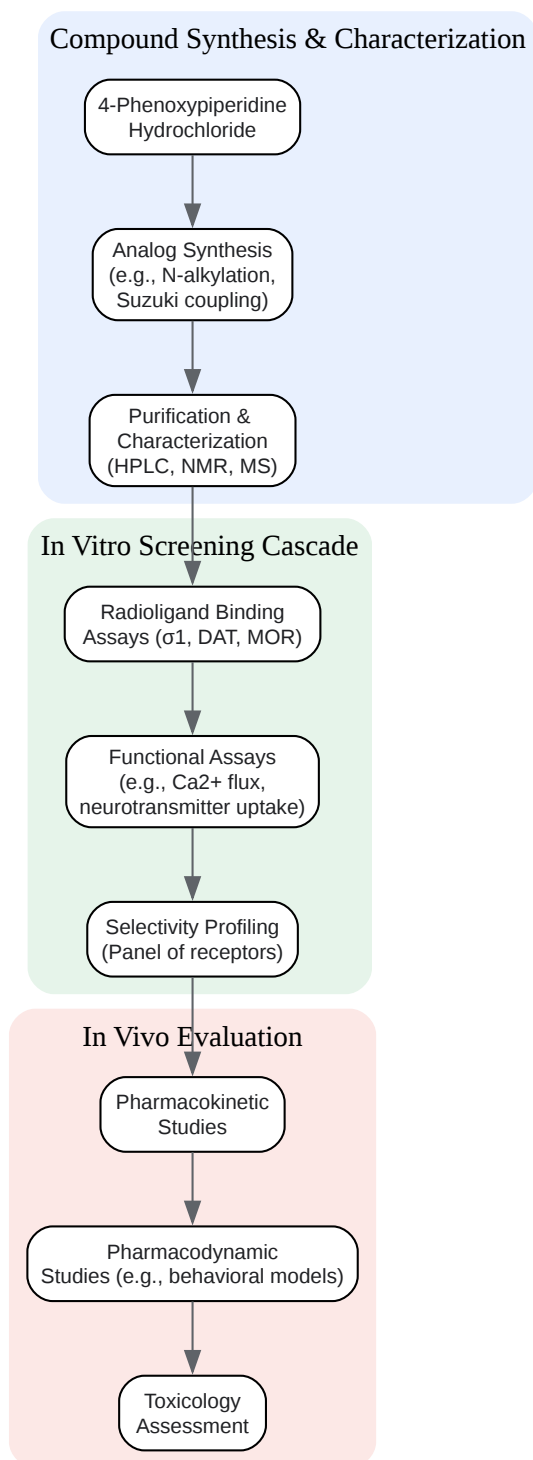 Compound Synthesis & Characterization
4-Phenoxypiperidine
Hydrochloride
Analog Synthesis
(e.g., N-alkylation,
Suzuki coupling)
Purification &
Characterization
(HPLC, NMR, MS)
In Vitro Screening Cascade
Radioligand Binding
Assays (σ1, DAT, MOR)
Functional Assays
(e.g., Ca2+ flux,
neurotransmitter uptake)
Selectivity Profiling
(Panel of receptors)
In Vivo Evaluation
Pharmacokinetic
Studies
Pharmacodynamic
Studies (e.g., behavioral models)
Toxicology
Assessment